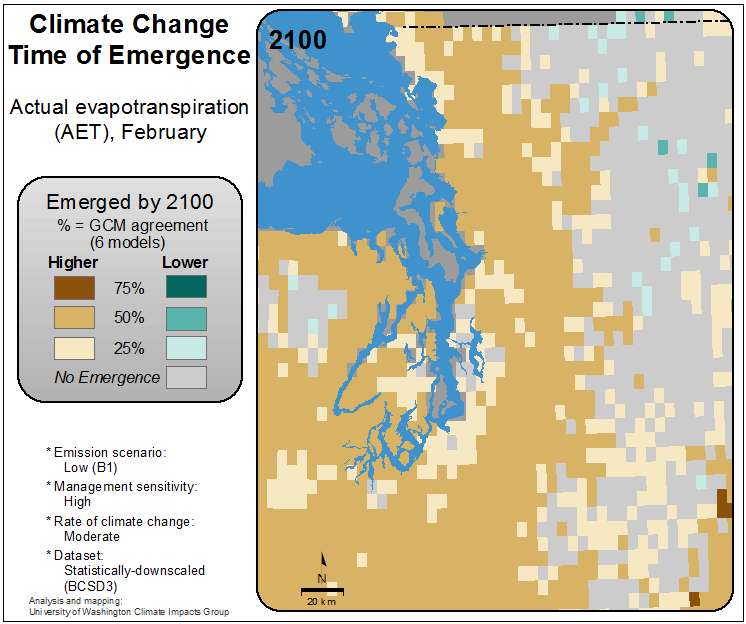 Climate Change
Time of Emergence
Actual evapotranspiration
(AET), February
Emerged by 2100
% = GCM agreement
(6 models)
Higher Lower
75%
50%
25%
No Emergence
* Emission scenario:
Low (B1)
* Management sensitivity:
High
* Rate of climate change:
Moderate
* Dataset:
Statistically-downscaled
(BCSD3)
Analysis and mapping:
University of Washington Climate Impacts Group
2100
N
20 km